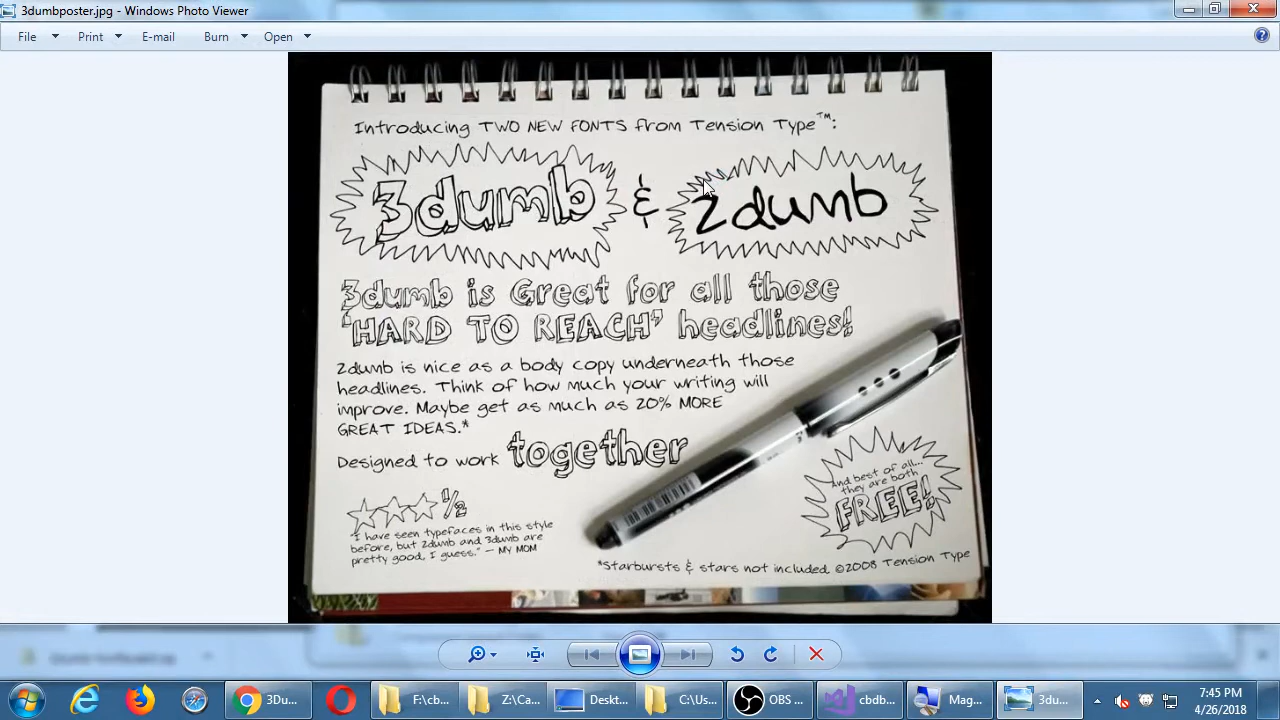 3dumbposter.jpg - Windows Photo Viewer
File Print E-mail Burn Open
Introducing TWO NEW FONTS from Tension Type™:
3dumb & 2dumb
3dumb is Great for all those
'HARD TO REACH' headlines!
2dumb is nice as a body copy underneath those
headlines. Think of how much your writing will
improve. Maybe get as much as 20% MORE
GREAT IDEAS.*
Designed to work together
And best of all...
they are both
FREE!
½
"I have seen typefaces in this style
before, but 2dumb and 3dumb are
pretty good, I guess." — MY MOM
*Starbursts & stars not included. ©2008 Tension Type
3Du... F:\cb... Z:\Ca... Deskt... C:\Us... OBS ... cbdb... Mag... 3du...
7:45 PM
4/26/2018